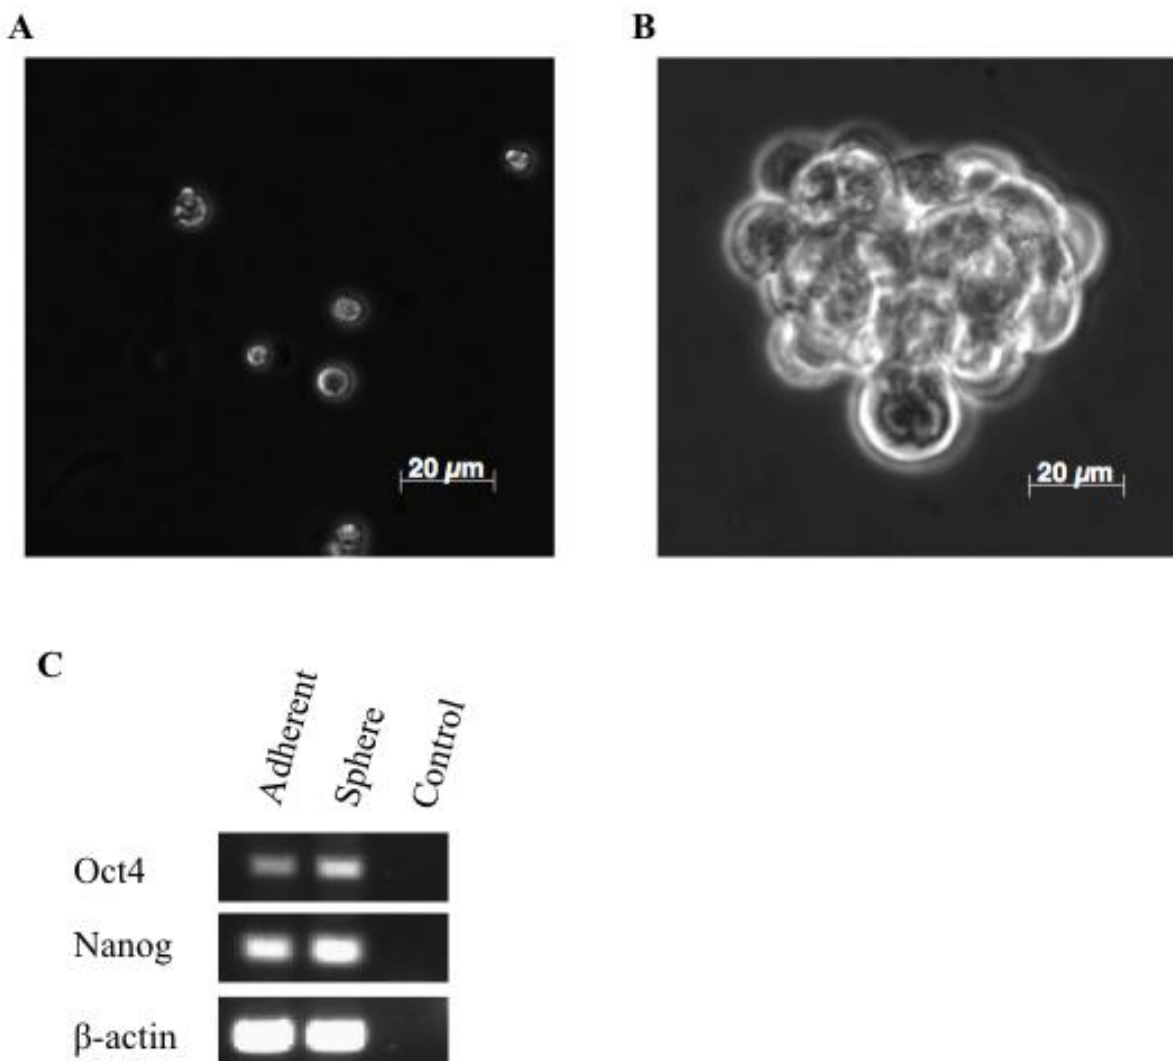 A
B
20 µm
20 µm
C
Adherent
Sphere
Control
Oct4
Nanog
β-actin